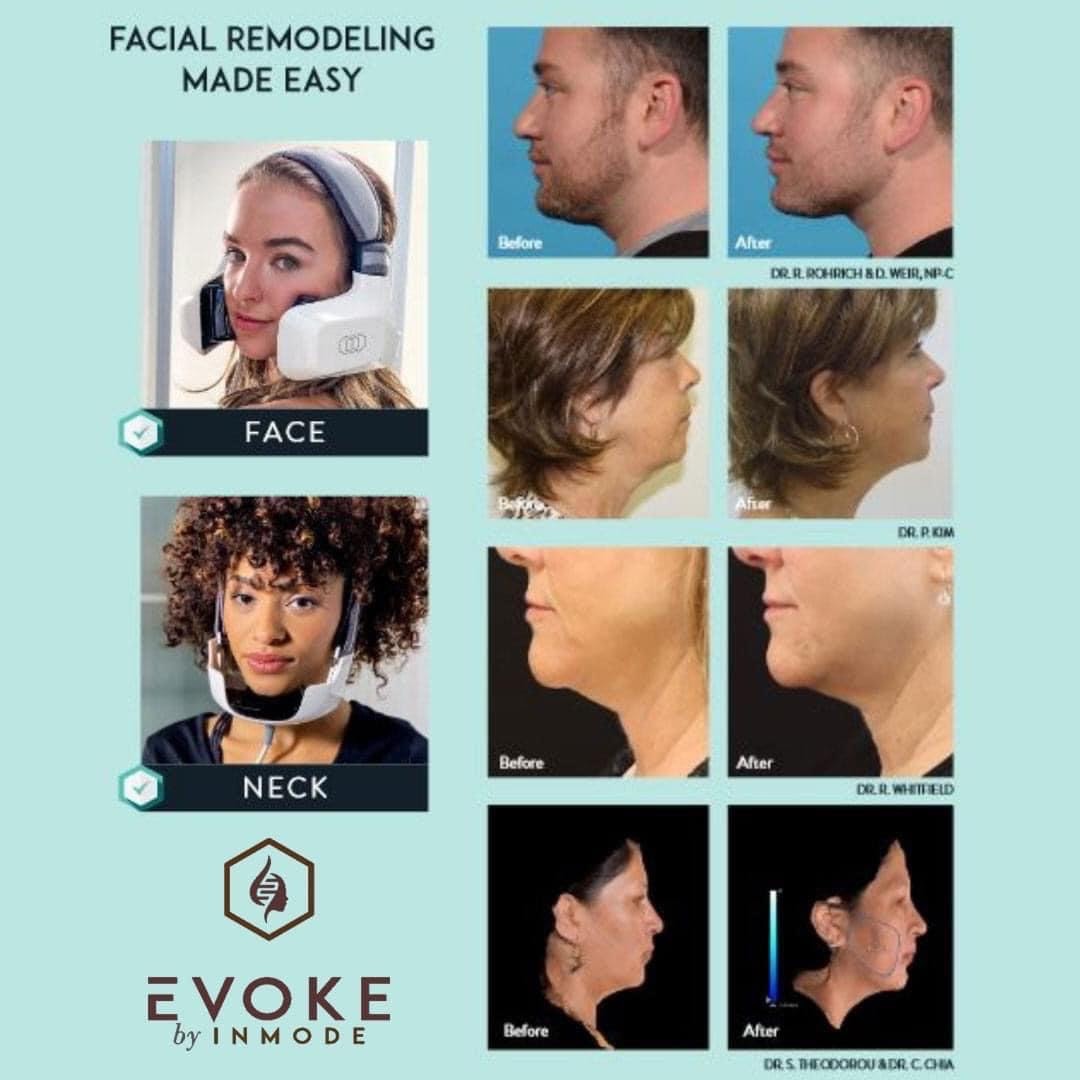 FACIAL REMODELING
MADE EASY
FACE
NECK
EVOKE
by INMODE
Before
After
DR. R. ROHRICH & D. WEIR, NP-C
Before
After
DR. P. KIM
Before
After
DR. R. WHITFIELD
Before
After
DR. S. THEODOROU & DR. C. CHIA